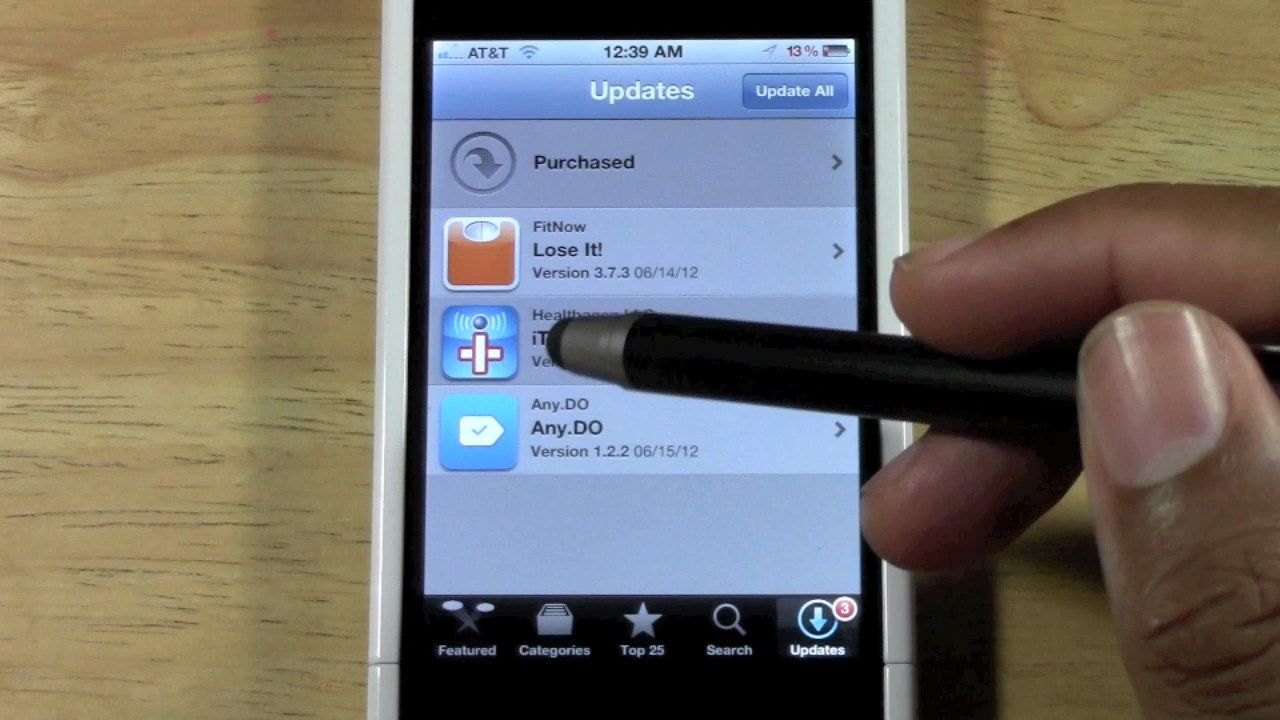 AT&T 12:39 AM 13%
Updates Update All
Purchased
FitNow
Lose It!
Version 3.7.3 06/14/12
Any.DO
Any.DO
Version 1.2.2 06/15/12
3
Featured Categories Top 25 Search Updates